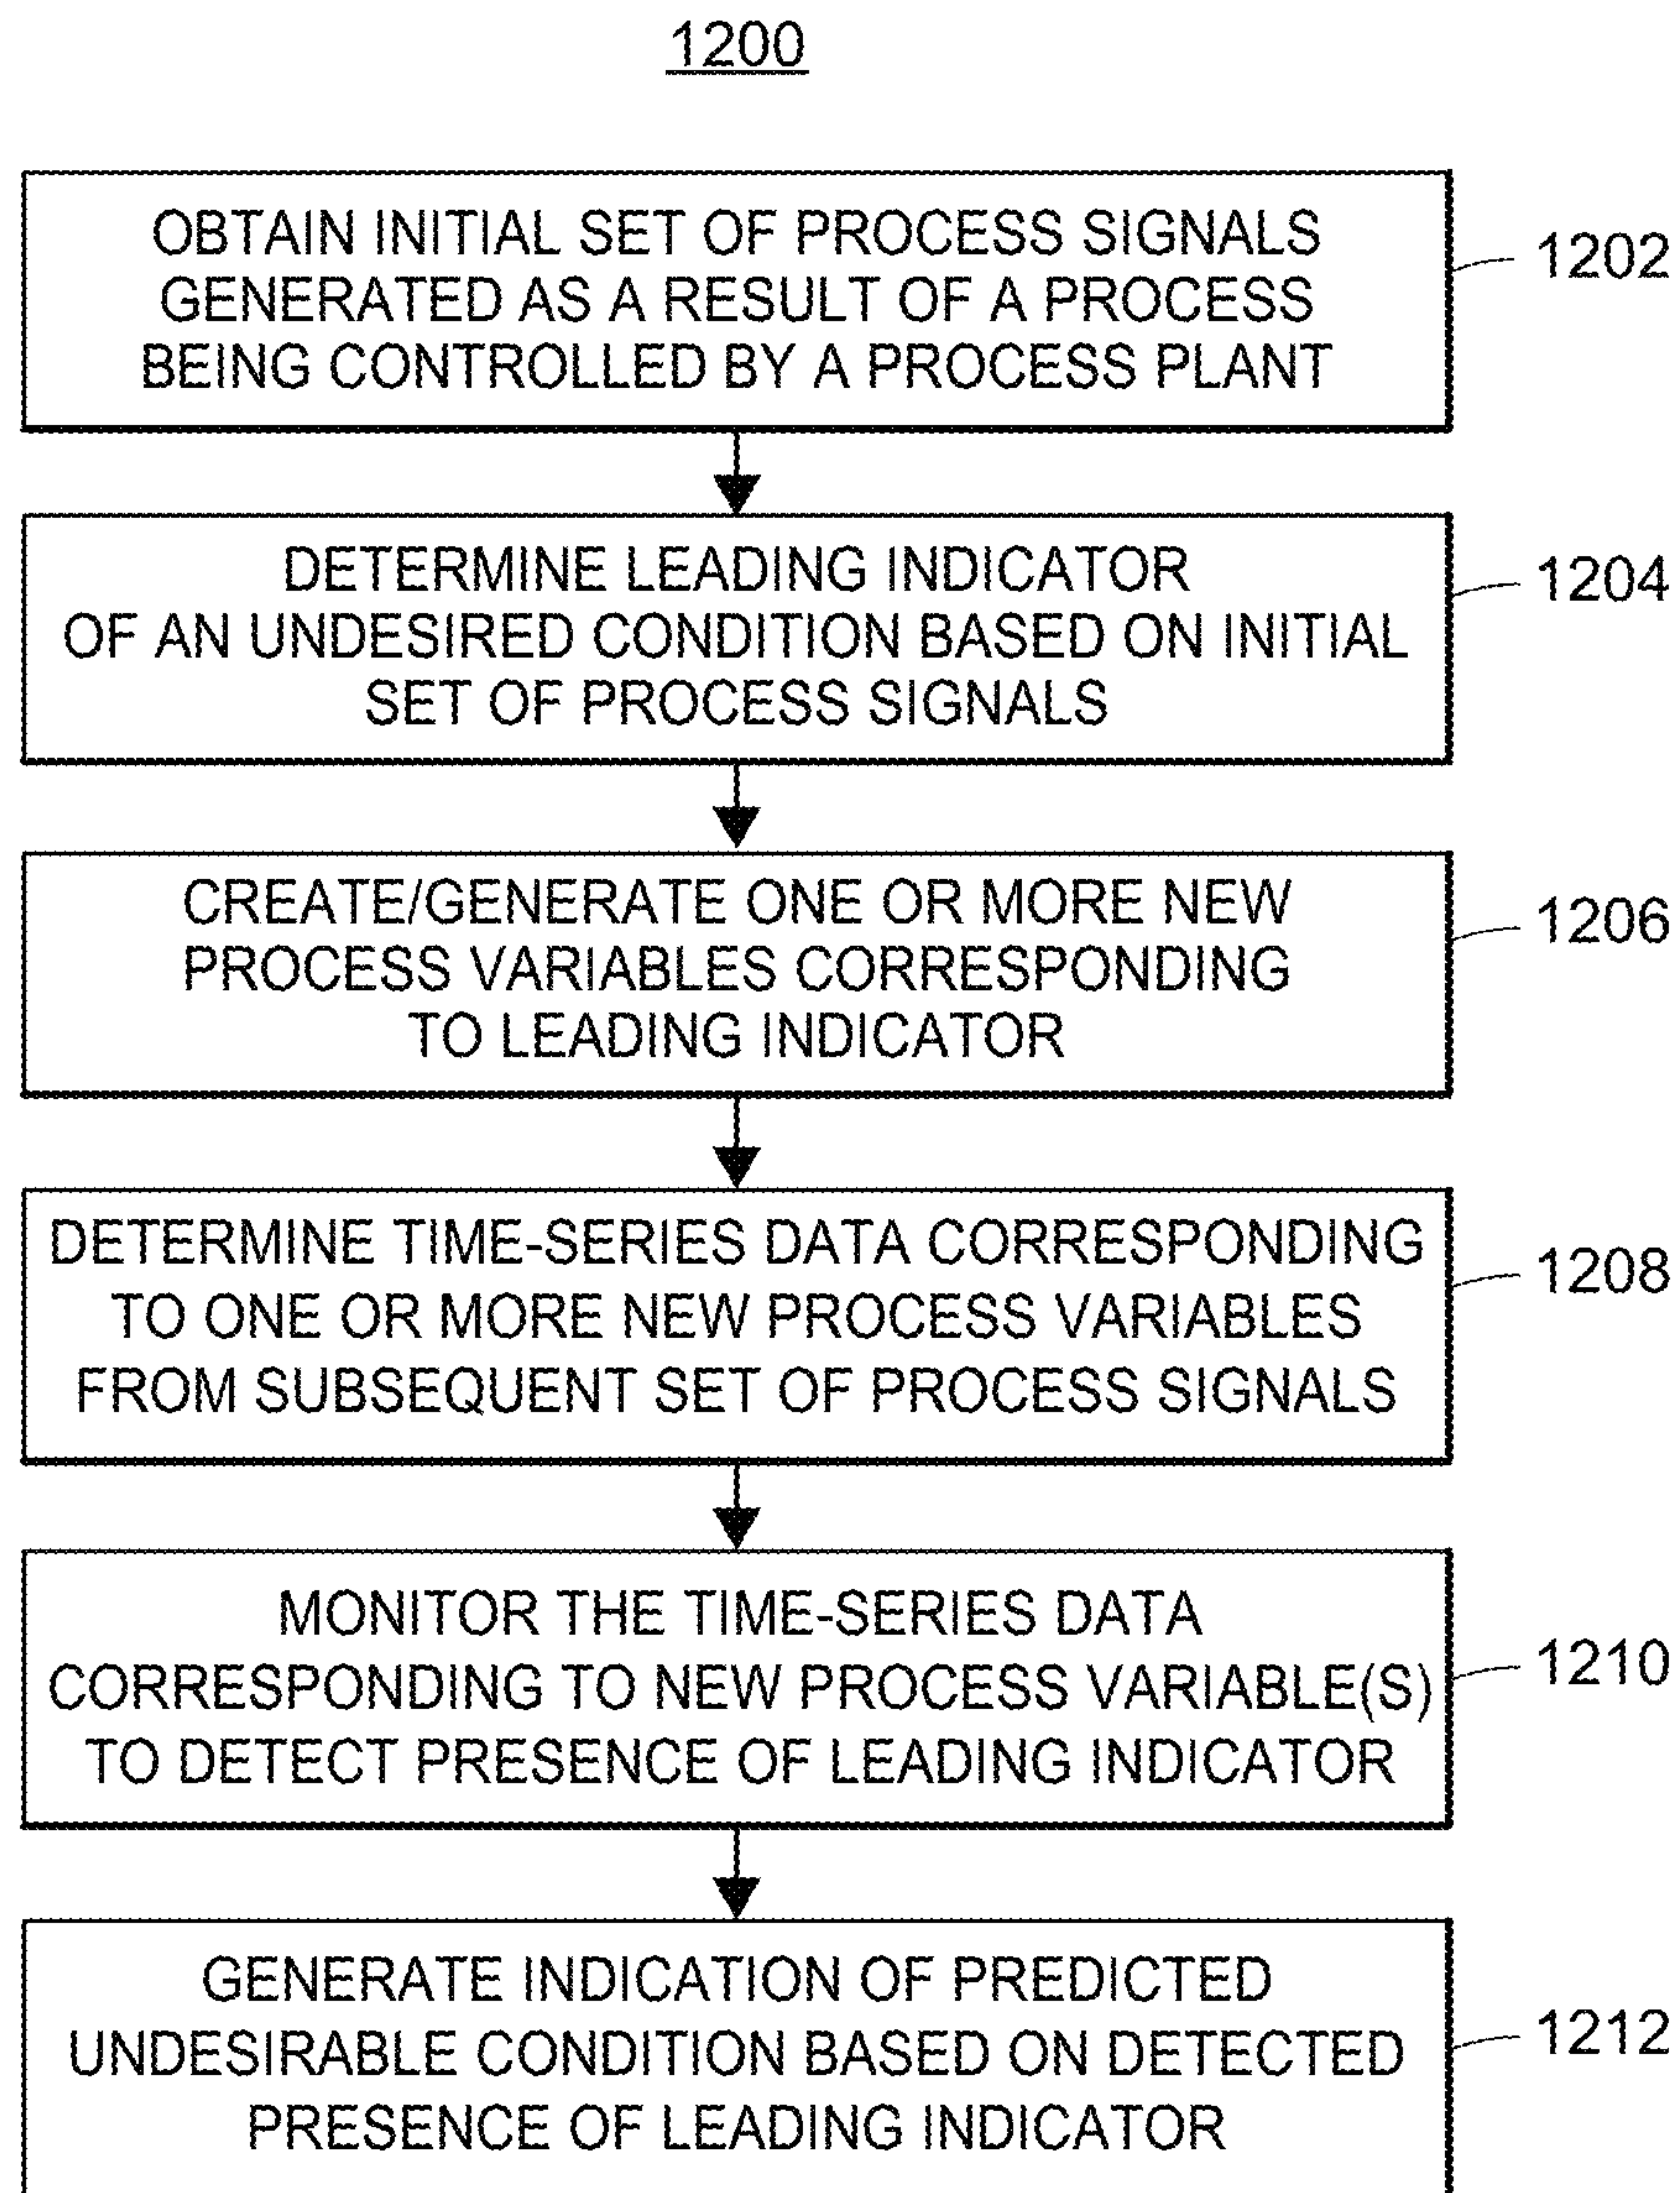 1200
OBTAIN INITIAL SET OF PROCESS SIGNALS
GENERATED AS A RESULT OF A PROCESS
BEING CONTROLLED BY A PROCESS PLANT
1202
DETERMINE LEADING INDICATOR
OF AN UNDESIRED CONDITION BASED ON INITIAL
SET OF PROCESS SIGNALS
1204
CREATE/GENERATE ONE OR MORE NEW
PROCESS VARIABLES CORRESPONDING
TO LEADING INDICATOR
1206
DETERMINE TIME-SERIES DATA CORRESPONDING
TO ONE OR MORE NEW PROCESS VARIABLES
FROM SUBSEQUENT SET OF PROCESS SIGNALS
1208
MONITOR THE TIME-SERIES DATA
CORRESPONDING TO NEW PROCESS VARIABLE(S)
TO DETECT PRESENCE OF LEADING INDICATOR
1210
GENERATE INDICATION OF PREDICTED
UNDESIRABLE CONDITION BASED ON DETECTED
PRESENCE OF LEADING INDICATOR
1212